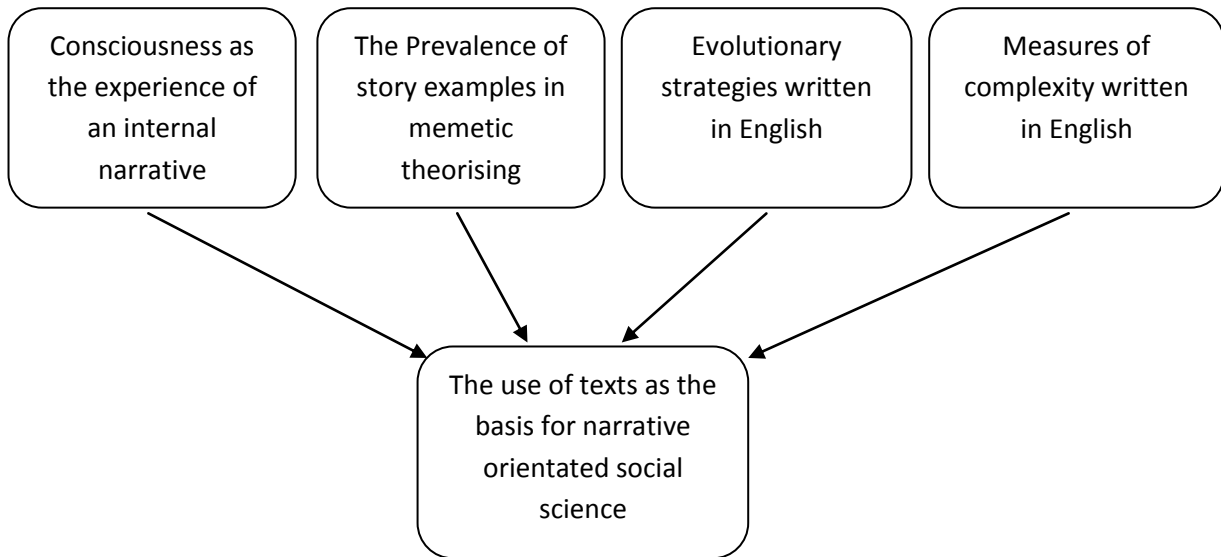 Consciousness as
the experience of
an internal
narrative
The Prevalence of
story examples in
memetic
theorising
Evolutionary
strategies written
in English
Measures of
complexity written
in English
The use of texts as the
basis for narrative
orientated social
science